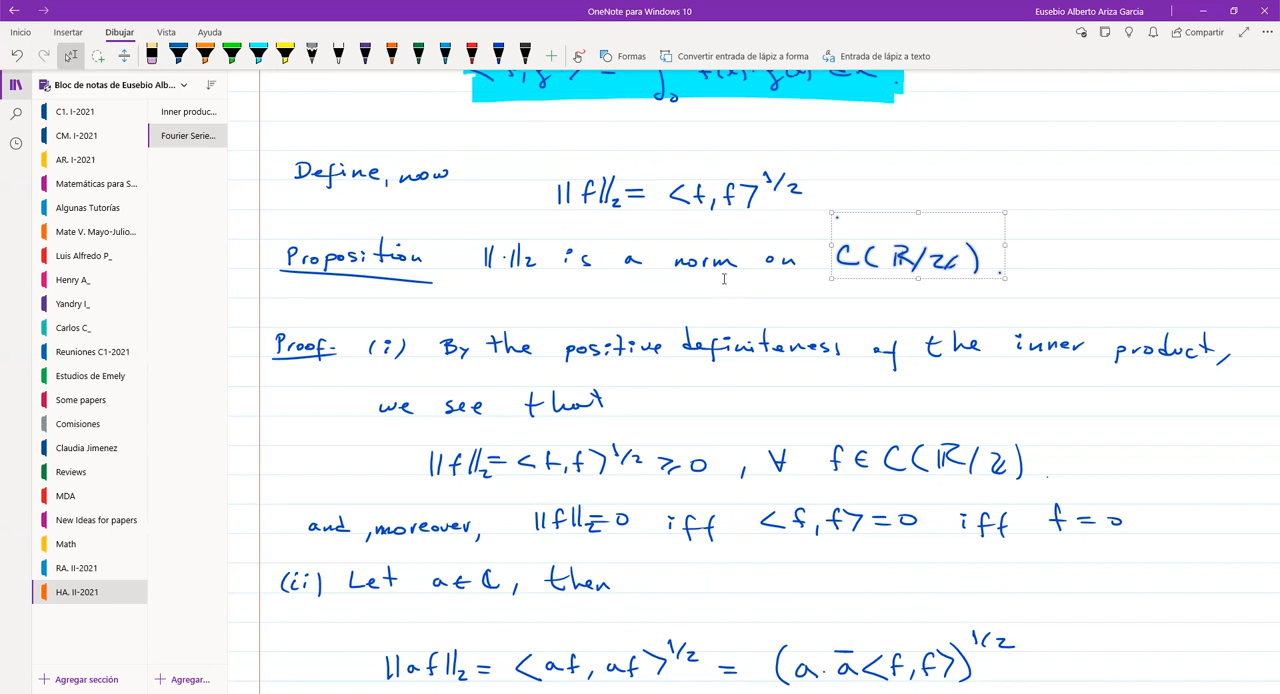 OneNote para Windows 10
Eusebio Alberto Ariza Garcia
Inicio
Insertar
Dibujar
Vista
Ayuda
Compartir
Formas
Convertir entrada de lápiz a forma
Entrada de lápiz a texto
Bloc de notas de Eusebio Alb...
C1. I-2021
CM. I-2021
AR. I-2021
Matemáticas para S...
Algunas Tutorías
Mate V. Mayo-Julio...
Luis Alfredo P_
Henry A_
Yandry I_
Carlos C_
Reuniones C1-2021
Estudios de Emely
Some papers
Comisiones
Claudia Jimenez
Reviews
MDA
New Ideas for papers
Math
RA. II-2021
HA. II-2021
Agregar sección
Inner produc...
Fourier Serie...
Agregar...
Define, now
||f||₂ = <f, f>^1/2
Proposition ||·||₂ is a norm on C(ℝ/ℤ).
Proof. (i) By the positive definiteness of the inner product,
we see that
||f||₂ = <f, f>^1/2 ≥ 0, ∀ f ∈ C(ℝ/ℤ).
and, moreover, ||f||₂ = 0 iff <f, f> = 0 iff f = 0
(ii) Let a ∈ ℂ, then
||af||₂ = <af, af>^1/2 = (a·ā<f, f>)^1/2